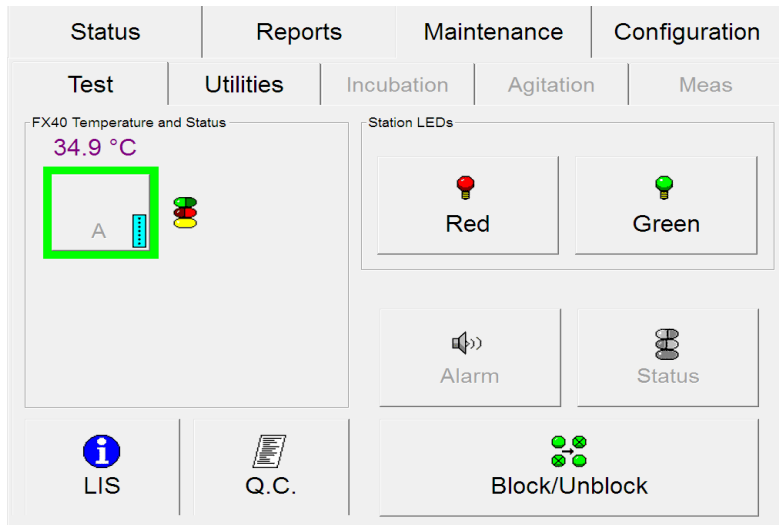 Status Reports Maintenance Configuration
Test Utilities Incubation Agitation Meas
FX40 Temperature and Status
34.9 °C
A
Station LEDs
Red Green
Alarm Status
LIS Q.C. Block/Unblock